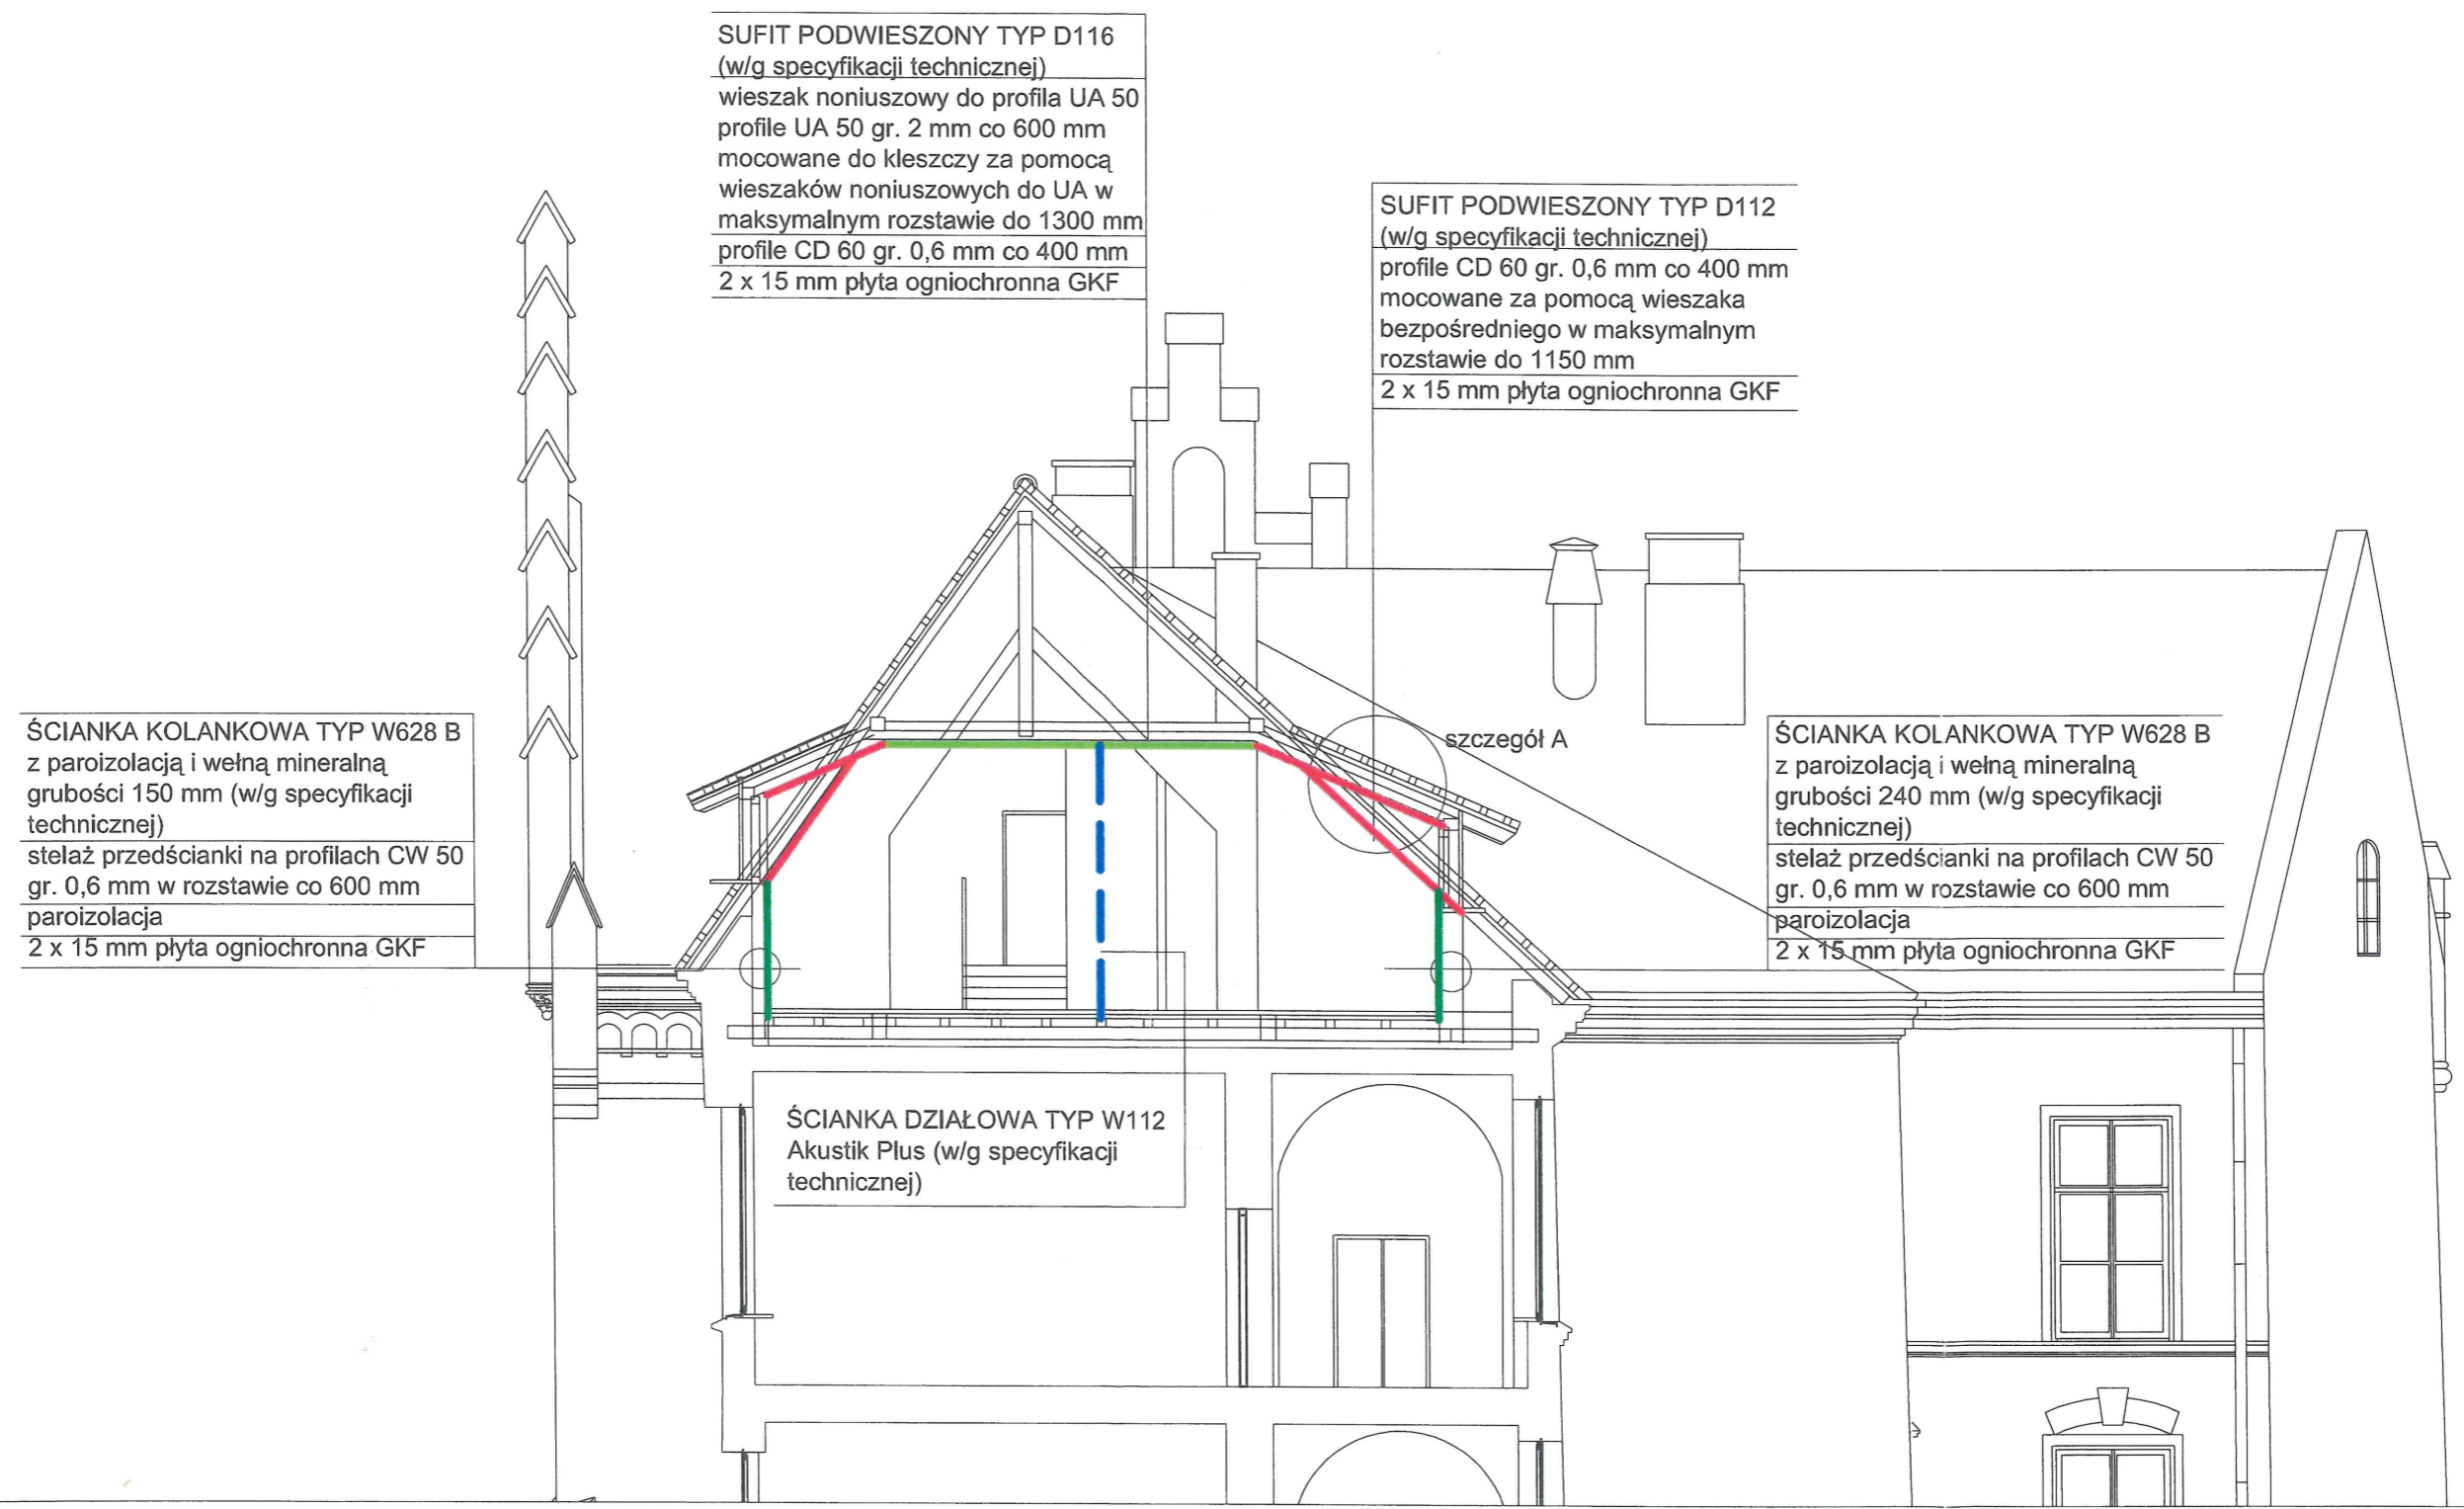 SUFIT PODWIESZONY TYP D116
(w/g specyfikacji technicznej)
wieszak noniuszowy do profila UA 50
profile UA 50 gr. 2 mm co 600 mm
mocowane do kleszczy za pomocą
wieszaków noniuszowych do UA w
maksymalnym rozstawie do 1300 mm
profile CD 60 gr. 0,6 mm co 400 mm
2 x 15 mm płyta ogniochronna GKF
SUFIT PODWIESZONY TYP D112
(w/g specyfikacji technicznej)
profile CD 60 gr. 0,6 mm co 400 mm
mocowane za pomocą wieszaka
bezpośredniego w maksymalnym
rozstawie do 1150 mm
2 x 15 mm płyta ogniochronna GKF
ŚCIANKA KOLANKOWA TYP W628 B
z paroizolacją i wełną mineralną
grubości 150 mm (w/g specyfikacji
technicznej)
stelaż przedścianki na profilach CW 50
gr. 0,6 mm w rozstawie co 600 mm
paroizolacja
2 x 15 mm płyta ogniochronna GKF
szczegół A
ŚCIANKA KOLANKOWA TYP W628 B
z paroizolacją i wełną mineralną
grubości 240 mm (w/g specyfikacji
technicznej)
stelaż przedścianki na profilach CW 50
gr. 0,6 mm w rozstawie co 600 mm
paroizolacja
2 x 15 mm płyta ogniochronna GKF
ŚCIANKA DZIAŁOWA TYP W112
Akustik Plus (w/g specyfikacji
technicznej)